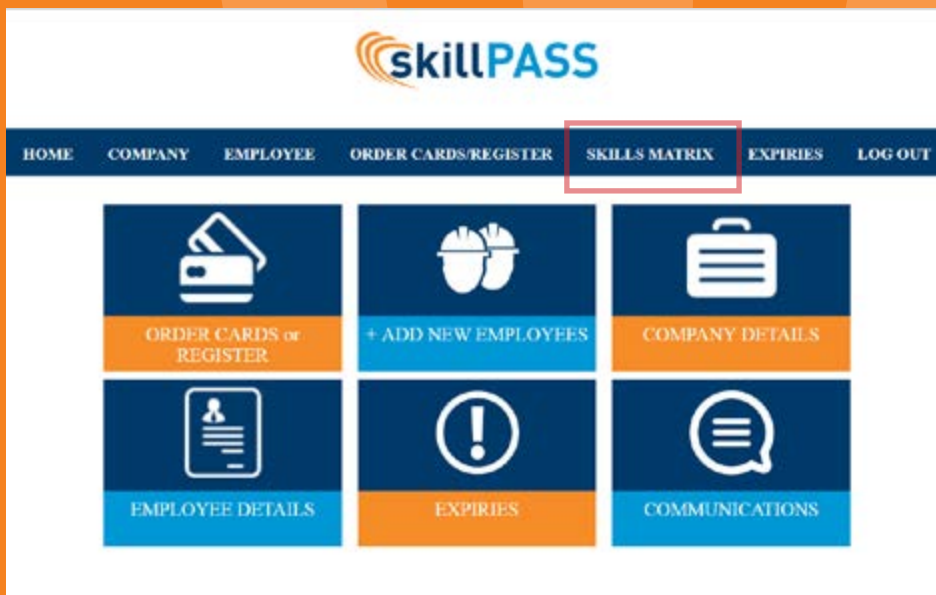 skillPASS
HOME COMPANY EMPLOYEE ORDER CARDS/REGISTER SKILLS MATRIX EXPIRIES LOG OUT
ORDER CARDS or
REGISTER
+ ADD NEW EMPLOYEES
COMPANY DETAILS
EMPLOYEE DETAILS
EXPIRIES
COMMUNICATIONS